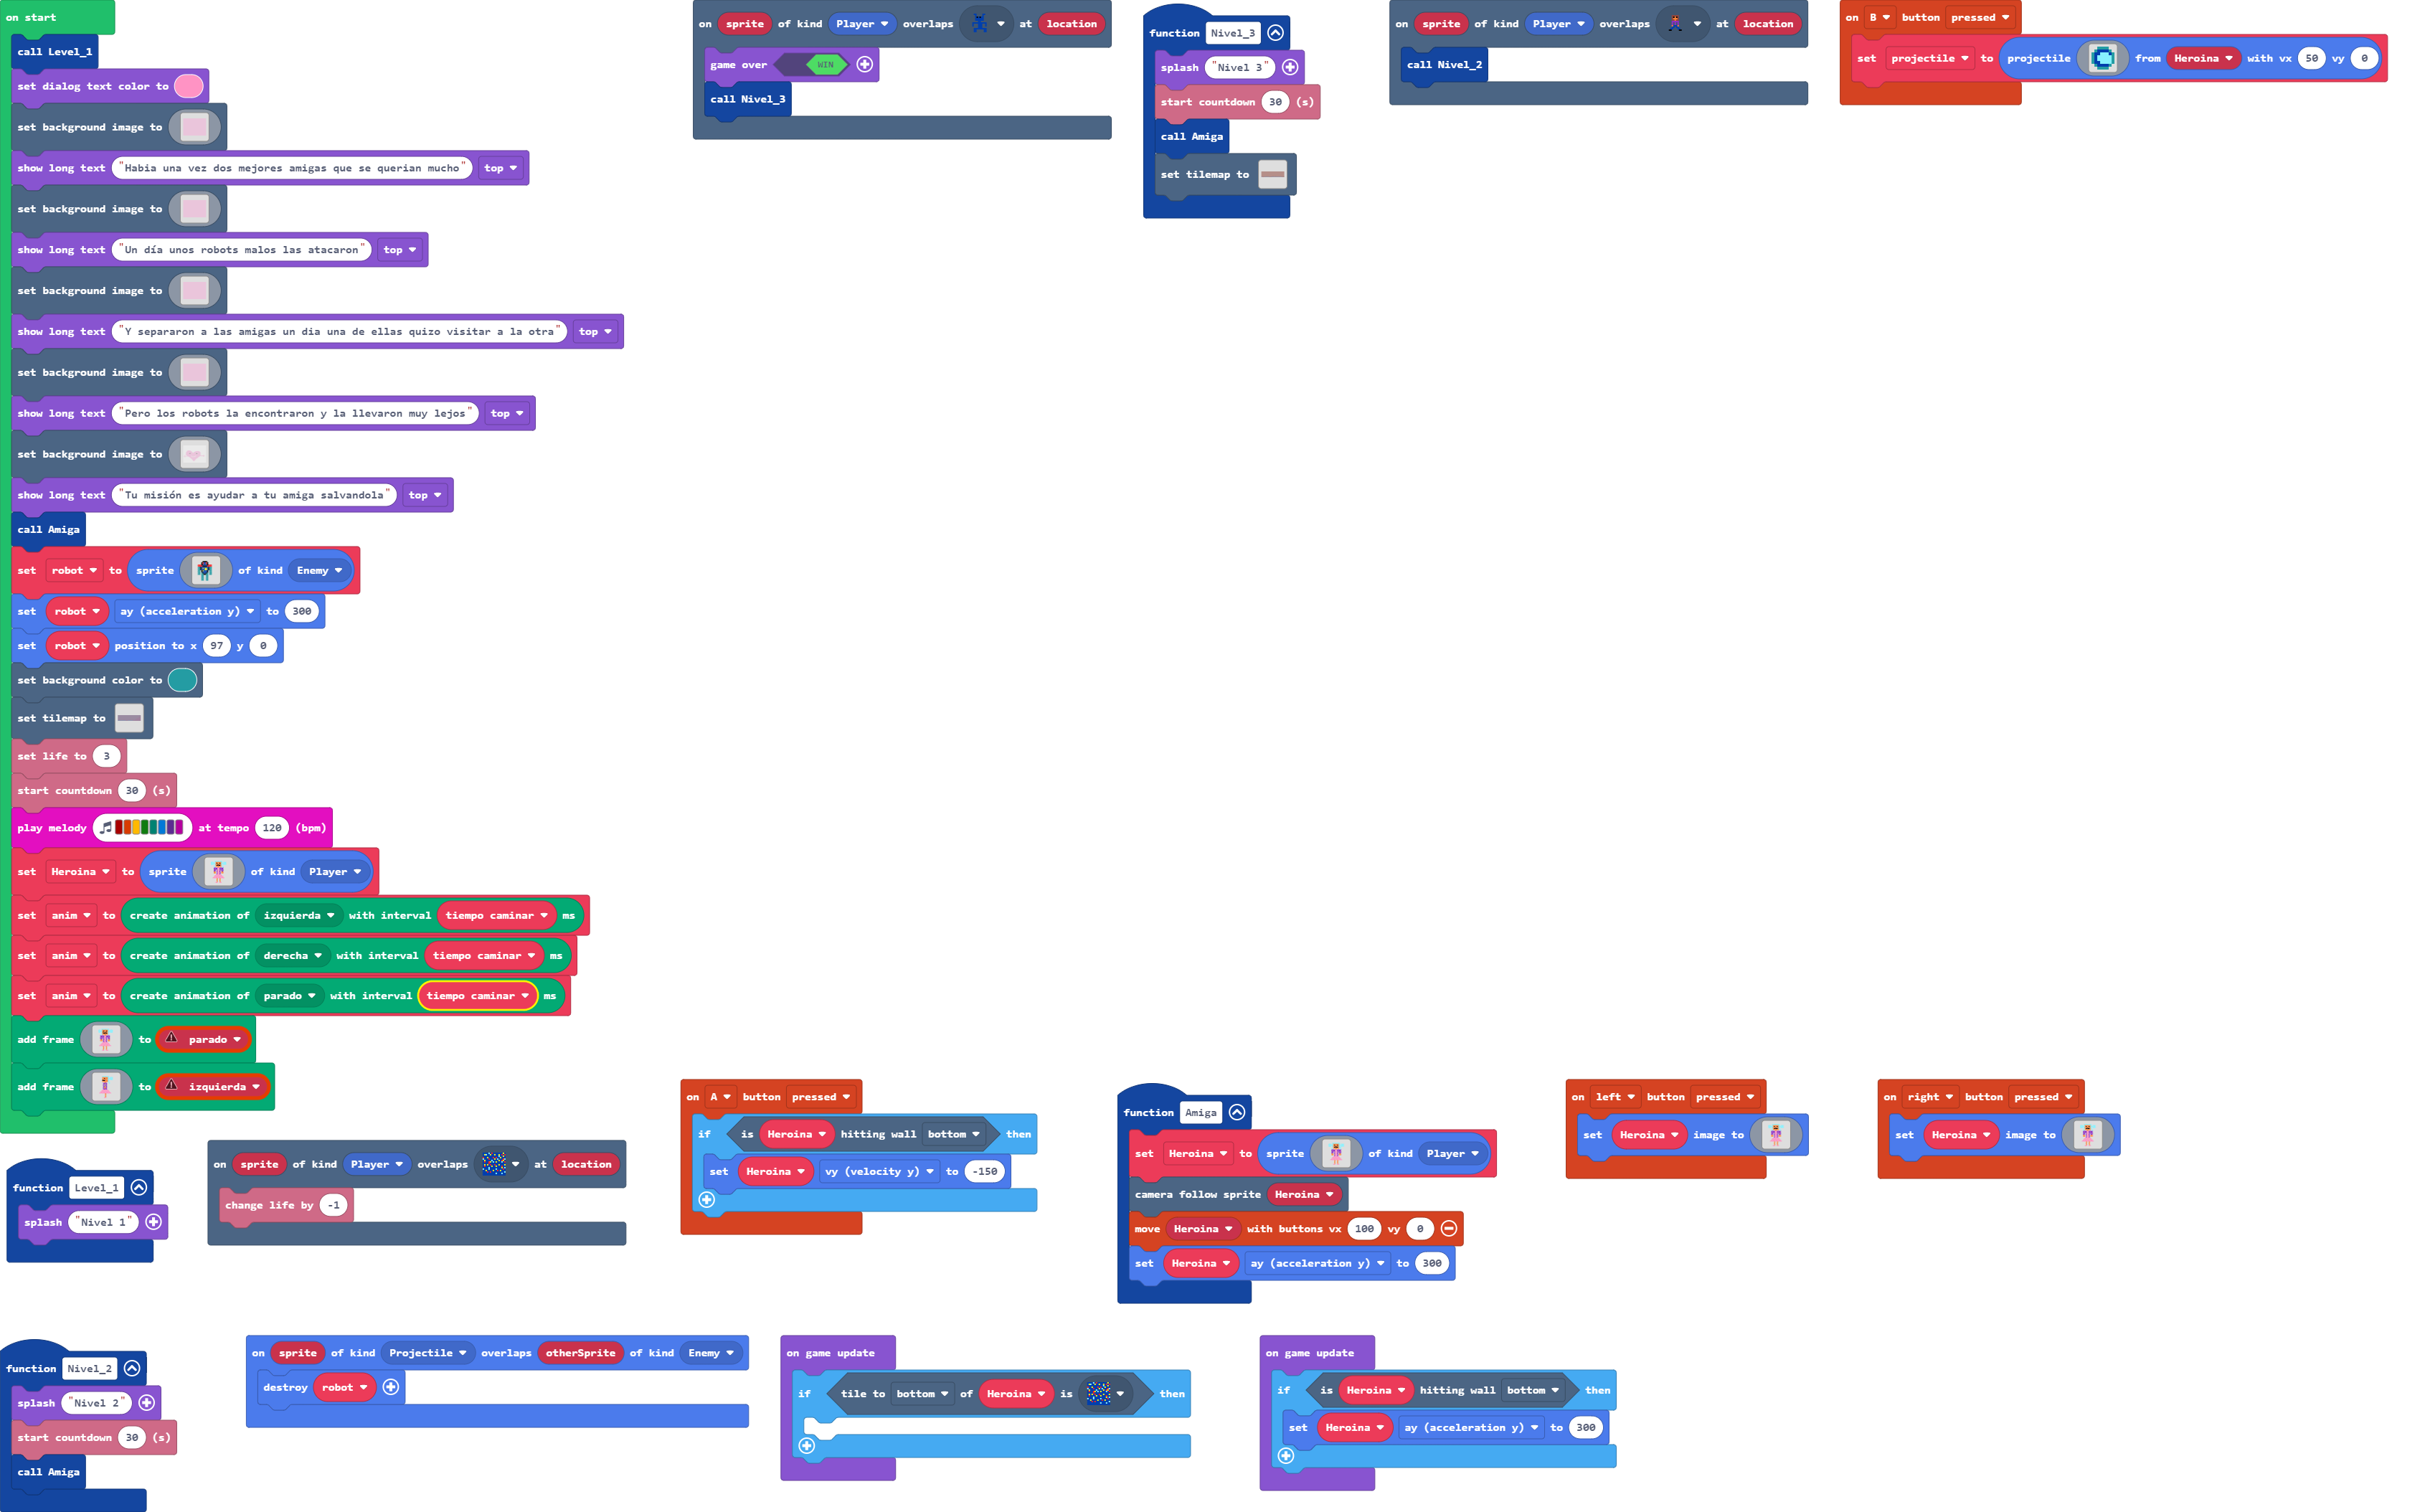 on start
call Level_1
set dialog text color to
set background image to
show long text "Habia una vez dos mejores amigas que se querian mucho" top
set background image to
show long text "Un día unos robots malos las atacaron" top
set background image to
show long text "Y separaron a las amigas un dia una de ellas quizo visitar a la otra" top
set background image to
show long text "Pero los robots la encontraron y la llevaron muy lejos" top
set background image to
show long text "Tu misión es ayudar a tu amiga salvandola" top
call Amiga
set robot to sprite of kind Enemy
set robot ay (acceleration y) to 300
set robot position to x 97 y 0
set background color to
set tilemap to
set life to 3
start countdown 30 (s)
play melody at tempo 120 (bpm)
set Heroina to sprite of kind Player
set anim to create animation of izquierda with interval tiempo caminar ms
set anim to create animation of derecha with interval tiempo caminar ms
set anim to create animation of parado with interval tiempo caminar ms
add frame to parado
add frame to izquierda
on sprite of kind Player overlaps at location
game over WIN
call Nivel_3
function Nivel_3
splash "Nivel 3"
start countdown 30 (s)
call Amiga
set tilemap to
on sprite of kind Player overlaps at location
call Nivel_2
on B button pressed
set projectile to projectile from Heroina with vx 50 vy 0
function Level_1
splash "Nivel 1"
on sprite of kind Player overlaps at location
change life by -1
on A button pressed
if is Heroina hitting wall bottom then
set Heroina vy (velocity y) to -150
function Amiga
set Heroina to sprite of kind Player
camera follow sprite Heroina
move Heroina with buttons vx 100 vy 0
set Heroina ay (acceleration y) to 300
on left button pressed
set Heroina image to
on right button pressed
set Heroina image to
function Nivel_2
splash "Nivel 2"
start countdown 30 (s)
call Amiga
on sprite of kind Projectile overlaps otherSprite of kind Enemy
destroy robot
on game update
if tile to bottom of Heroina is then
on game update
if is Heroina hitting wall bottom then
set Heroina ay (acceleration y) to 300